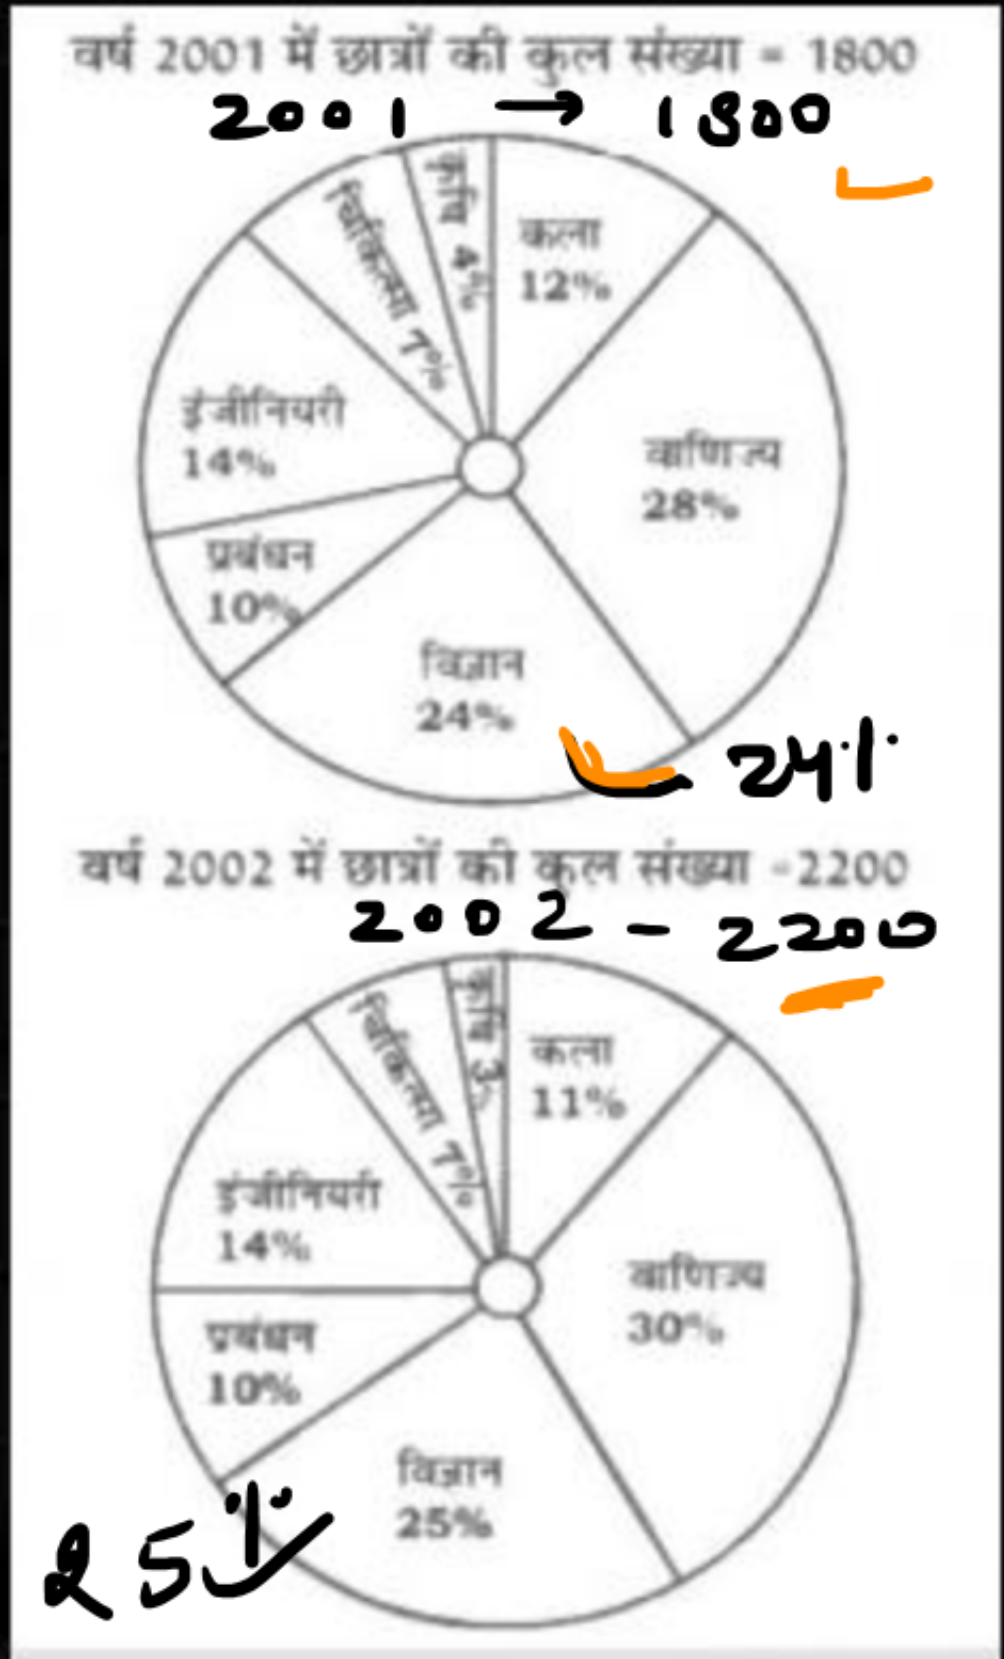 वर्ष 2001 में छात्रों की कुल संख्या = 1800
2001 → 1800
कृषि 4%
चिकित्सा 7%
कला
12%
इंजीनियरी
14%
वाणिज्य
28%
प्रबंधन
10%
विज्ञान
24%
24%
वर्ष 2002 में छात्रों की कुल संख्या -2200
2002 - 2200
कृषि 3%
चिकित्सा 7%
कला
11%
इंजीनियरी
14%
वाणिज्य
30%
प्रबंधन
10%
विज्ञान
25%
25%